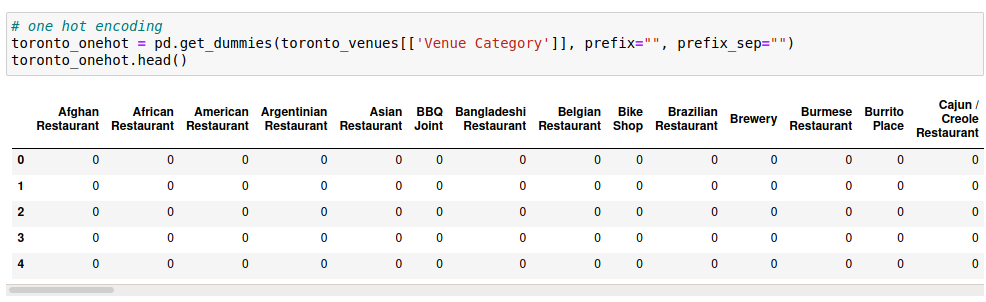 # one hot encoding
toronto_onehot = pd.get_dummies(toronto_venues[['Venue Category']], prefix="", prefix_sep="")
toronto_onehot.head()
Afghan Restaurant African Restaurant American Restaurant Argentinian Restaurant Asian Restaurant BBQ Joint Bangladeshi Restaurant Belgian Restaurant Bike Shop Brazilian Restaurant Brewery Burmese Restaurant Burrito Place Cajun / Creole Restaurant
0 0 0 0 0 0 0 0 0 0 0 0 0 0 0
1 0 0 0 0 0 0 0 0 0 0 0 0 0 0
2 0 0 0 0 0 0 0 0 0 0 0 0 0 0
3 0 0 0 0 0 0 0 0 0 0 0 0 0 0
4 0 0 0 0 0 0 0 0 0 0 0 0 0 0